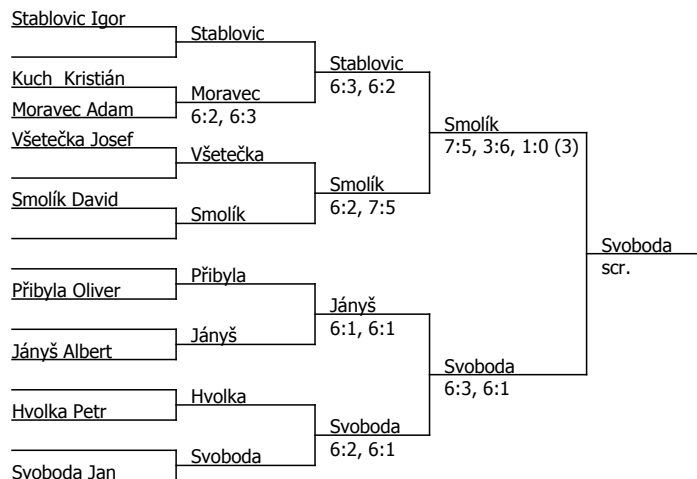 Stablovic Igor
Stablovic
Stablovic
6:3, 6:2
Kuch  Kristián
Moravec
6:2, 6:3
Moravec Adam
Smolík
7:5, 3:6, 1:0 (3)
Všetečka Josef
Všetečka
Smolík
6:2, 7:5
Smolík David
Smolík
Svoboda
scr.
Přibyla Oliver
Přibyla
Jányš
6:1, 6:1
Jányš Albert
Jányš
Svoboda
6:3, 6:1
Hvolka Petr
Hvolka
Svoboda
6:2, 6:1
Svoboda Jan
Svoboda